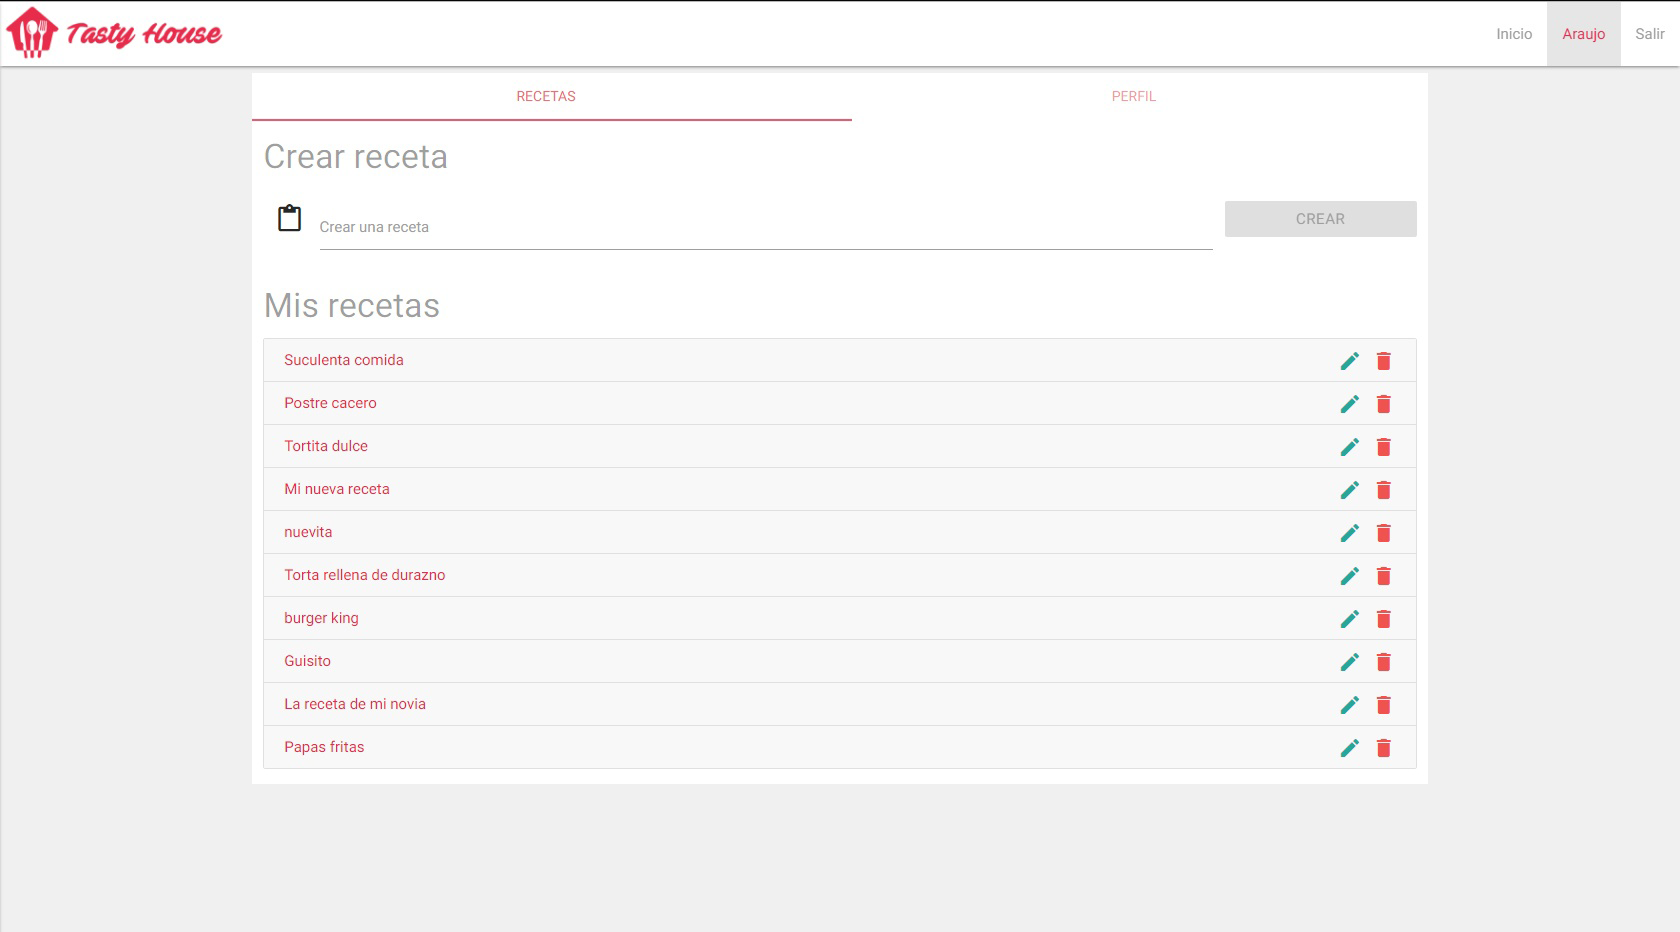 Tasty House
Inicio
Araujo
Salir
RECETAS
PERFIL
Crear receta
Crear una receta
CREAR
Mis recetas
Suculenta comida
Postre cacero
Tortita dulce
Mi nueva receta
nuevita
Torta rellena de durazno
burger king
Guisito
La receta de mi novia
Papas fritas